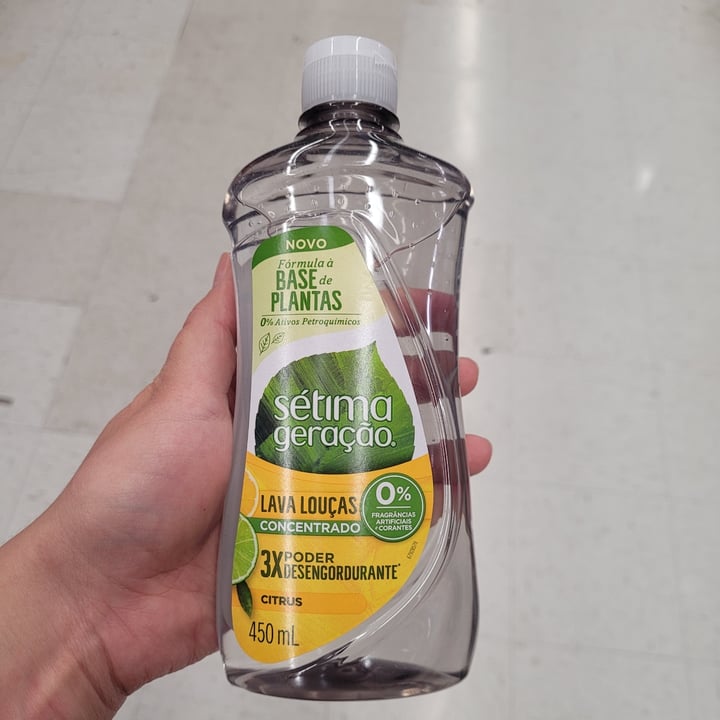 NOVO
Fórmula à
BASE de
PLANTAS
0% Ativos Petroquímicos
sétima
geração.
LAVA LOUÇAS
CONCENTRADO
0%
FRAGRÂNCIAS
ARTIFICIAIS
E CORANTES
3X PODER
DESENGORDURANTE*
CITRUS
450 mL